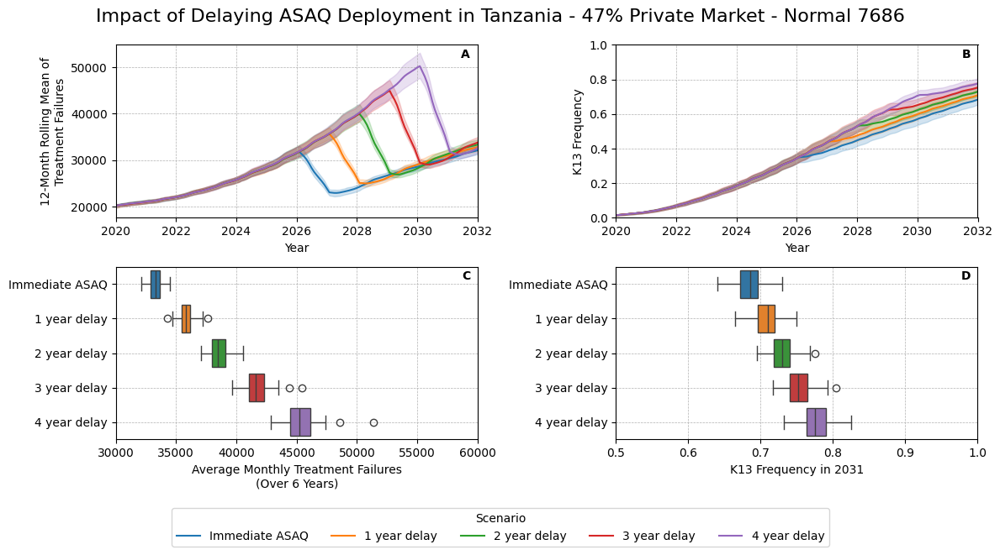 Impact of Delaying ASAQ Deployment in Tanzania - 47% Private Market - Normal 7686
A
12-Month Rolling Mean of
Treatment Failures
50000
40000
30000
20000
2020 2022 2024 2026 2028 2030 2032
Year
B
K13 Frequency
1.0
0.8
0.6
0.4
0.2
0.0
2020 2022 2024 2026 2028 2030 2032
Year
C
Immediate ASAQ
1 year delay
2 year delay
3 year delay
4 year delay
30000 35000 40000 45000 50000 55000 60000
Average Monthly Treatment Failures
(Over 6 Years)
D
Immediate ASAQ
1 year delay
2 year delay
3 year delay
4 year delay
0.5 0.6 0.7 0.8 0.9 1.0
K13 Frequency in 2031
Scenario
Immediate ASAQ 1 year delay 2 year delay 3 year delay 4 year delay